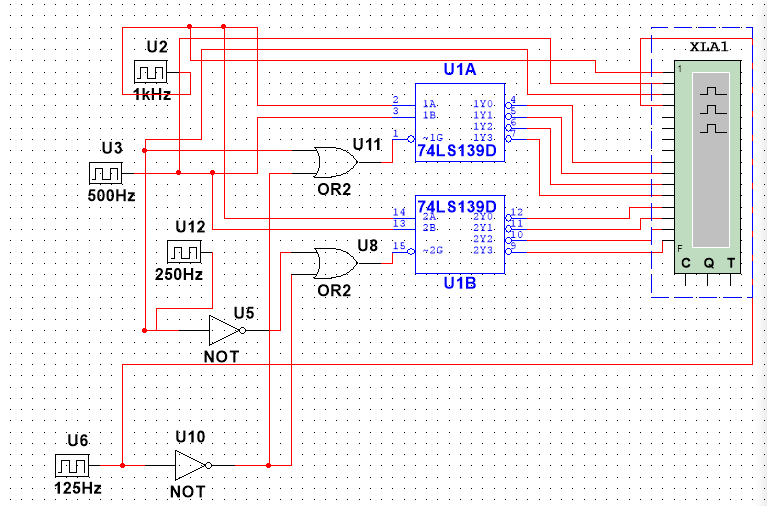 U2
1kHz
U3
500Hz
U12
250Hz
U5
NOT
U6
125Hz
U10
NOT
U11
OR2
U8
OR2
U1A
2 1A 1Y0 4
3 1B 1Y1 5
1Y2 6
1 ~1G 1Y3 7
74LS139D
74LS139D
14 2A 2Y0 12
13 2B 2Y1 11
2Y2 10
15 ~2G 2Y3 9
U1B
XLA1
1
F
C Q T